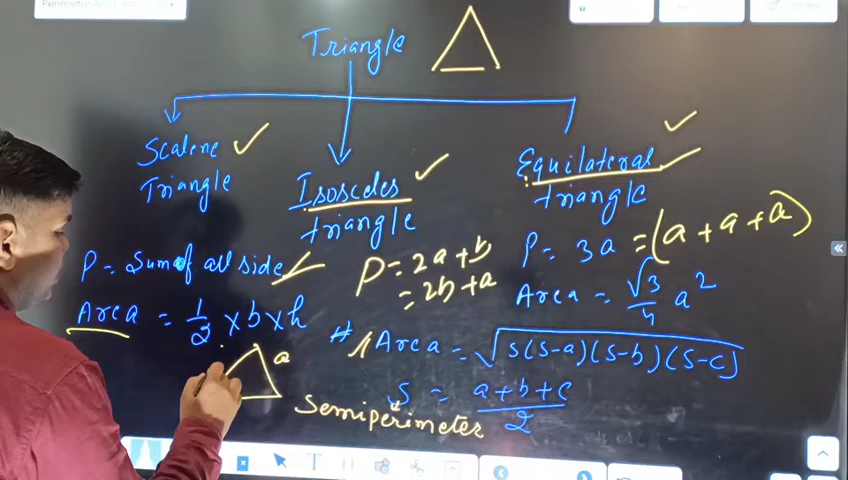 Triangle
Scalene
Triangle
Isosceles
triangle
Equilateral
triangle
P = Sum of all side
Area = 1/2 × b × h
P = 2a + b
= 2b + a
P = 3a = (a + a + a)
Area = √3/4 a²
# Area = √s(s-a)(s-b)(s-c)
a
s = a+b+c/2
Semiperimeter